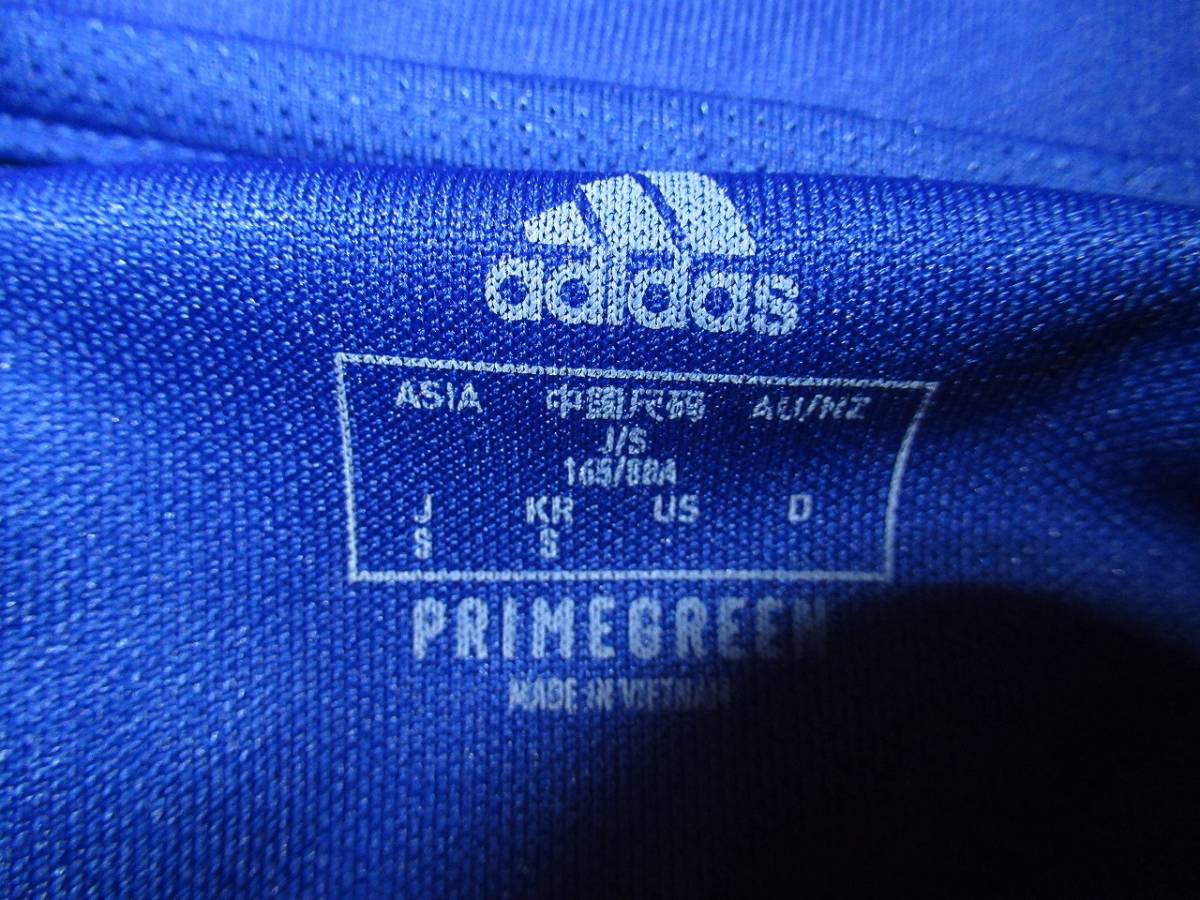 adidas
ASIA 中国尺码 AU/NZ
J/S
165/88A
J KR US D
S S
PRIMEGREEN
MADE IN VIETNAM